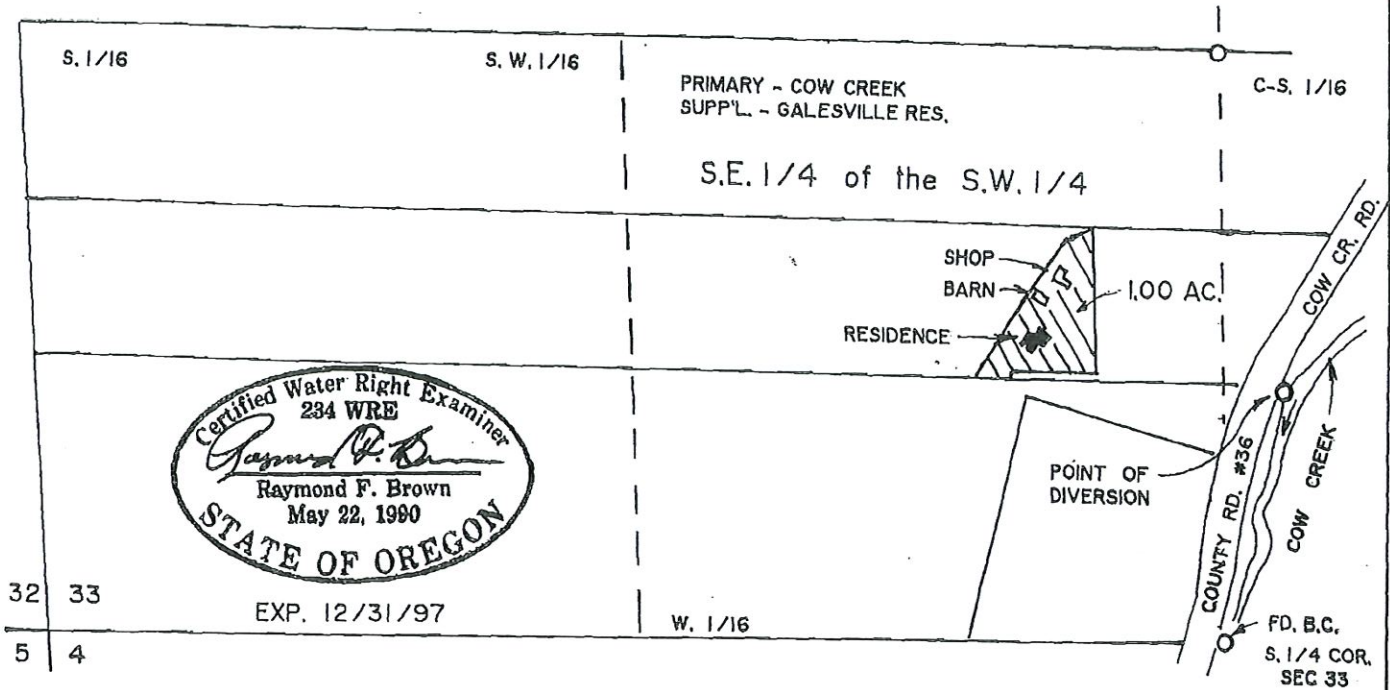 S. 1/16
S. W. 1/16
PRIMARY - COW CREEK
SUPP'L. - GALESVILLE RES.
C-S. 1/16
S.E. 1/4 of the S.W. 1/4
COW CR. RD.
SHOP
BARN
1.00 AC.
RESIDENCE
Certified Water Right Examiner
234 WRE
Raymond F. Brown
Raymond F. Brown
May 22, 1990
STATE OF OREGON
EXP. 12/31/97
POINT OF
DIVERSION
COUNTY RD. #36
COW CREEK
32 33
5 4
W. 1/16
FD. B.C.
S. 1/4 COR.
SEC 33